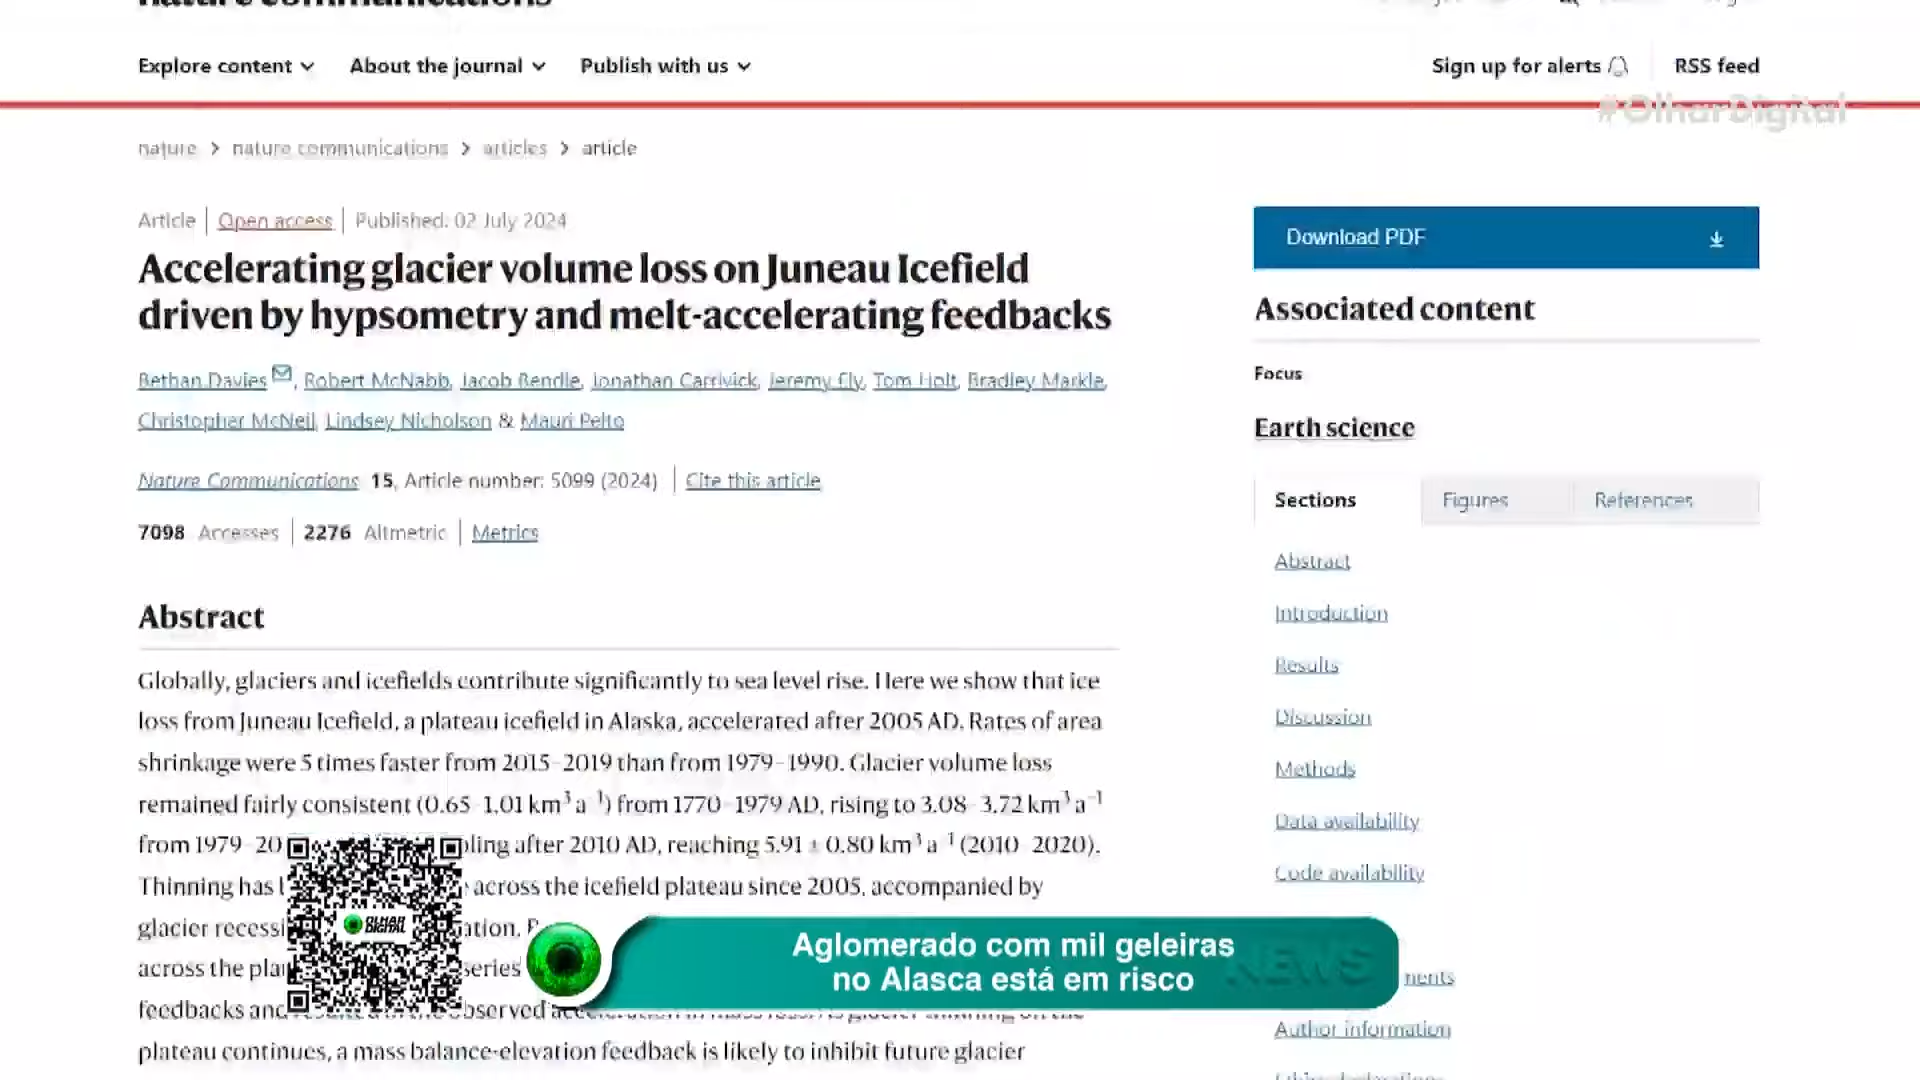 nature communications
Explore content
About the journal
Publish with us
Sign up for alerts
RSS feed
#OlharDigital
nature > nature communications > articles > article
Article | Open access | Published: 02 July 2024
Accelerating glacier volume loss on Juneau Icefield
driven by hypsometry and melt-accelerating feedbacks
Bethan Davies, Robert McNabb, Jacob Bendle, Jonathan Carrivick, Jeremy Ely, Tom Holt, Bradley Markle,
Christopher McNeil, Lindsey Nicholson & Mauri Pelto
Nature Communications 15, Article number: 5099 (2024) | Cite this article
7098 Accesses | 2276 Altmetric | Metrics
Abstract
Globally, glaciers and icefields contribute significantly to sea level rise. Here we show that ice
loss from Juneau Icefield, a plateau icefield in Alaska, accelerated after 2005 AD. Rates of area
shrinkage were 5 times faster from 2015–2019 than from 1979–1990. Glacier volume loss
remained fairly consistent (0.65–1.01 km³ a⁻¹) from 1770–1979 AD, rising to 3.08–3.72 km³ a⁻¹
from 1979–20 ling after 2010 AD, reaching 5.91 ± 0.80 km³ a⁻¹ (2010–2020).
Thinning has across the icefield plateau since 2005, accompanied by
glacier recessi ation.
across the pla series
feedbacks and observed
plateau continues, a mass balance-elevation feedback is likely to inhibit future glacier
Download PDF
Associated content
Focus
Earth science
Sections
Figures
References
Abstract
Introduction
Results
Discussion
Methods
Data availability
Code availability
nents
Author information
OLHAR
DIGITAL
Aglomerado com mil geleiras
no Alasca está em risco
NEWS